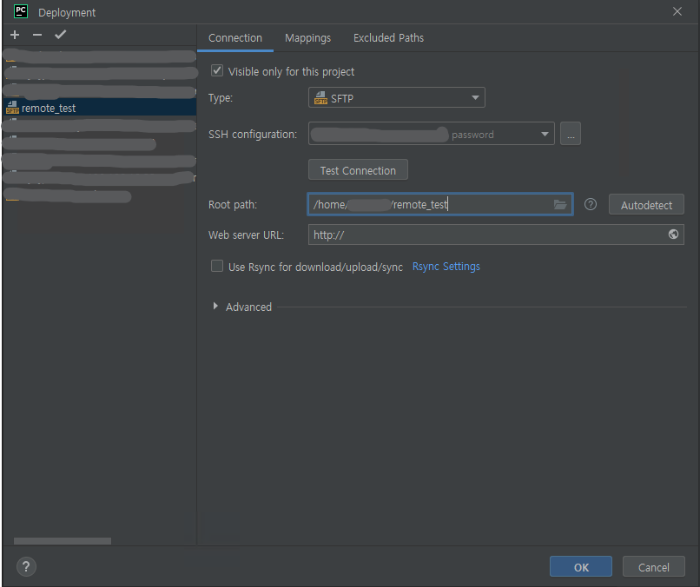 PC Deployment
Connection Mappings Excluded Paths
Visible only for this project
Type: SFTP SFTP
SFTP remote_test
SSH configuration: password ...
Test Connection
Root path: /home/ /remote_test Autodetect
Web server URL: http://
Use Rsync for download/upload/sync Rsync Settings
Advanced
? OK Cancel